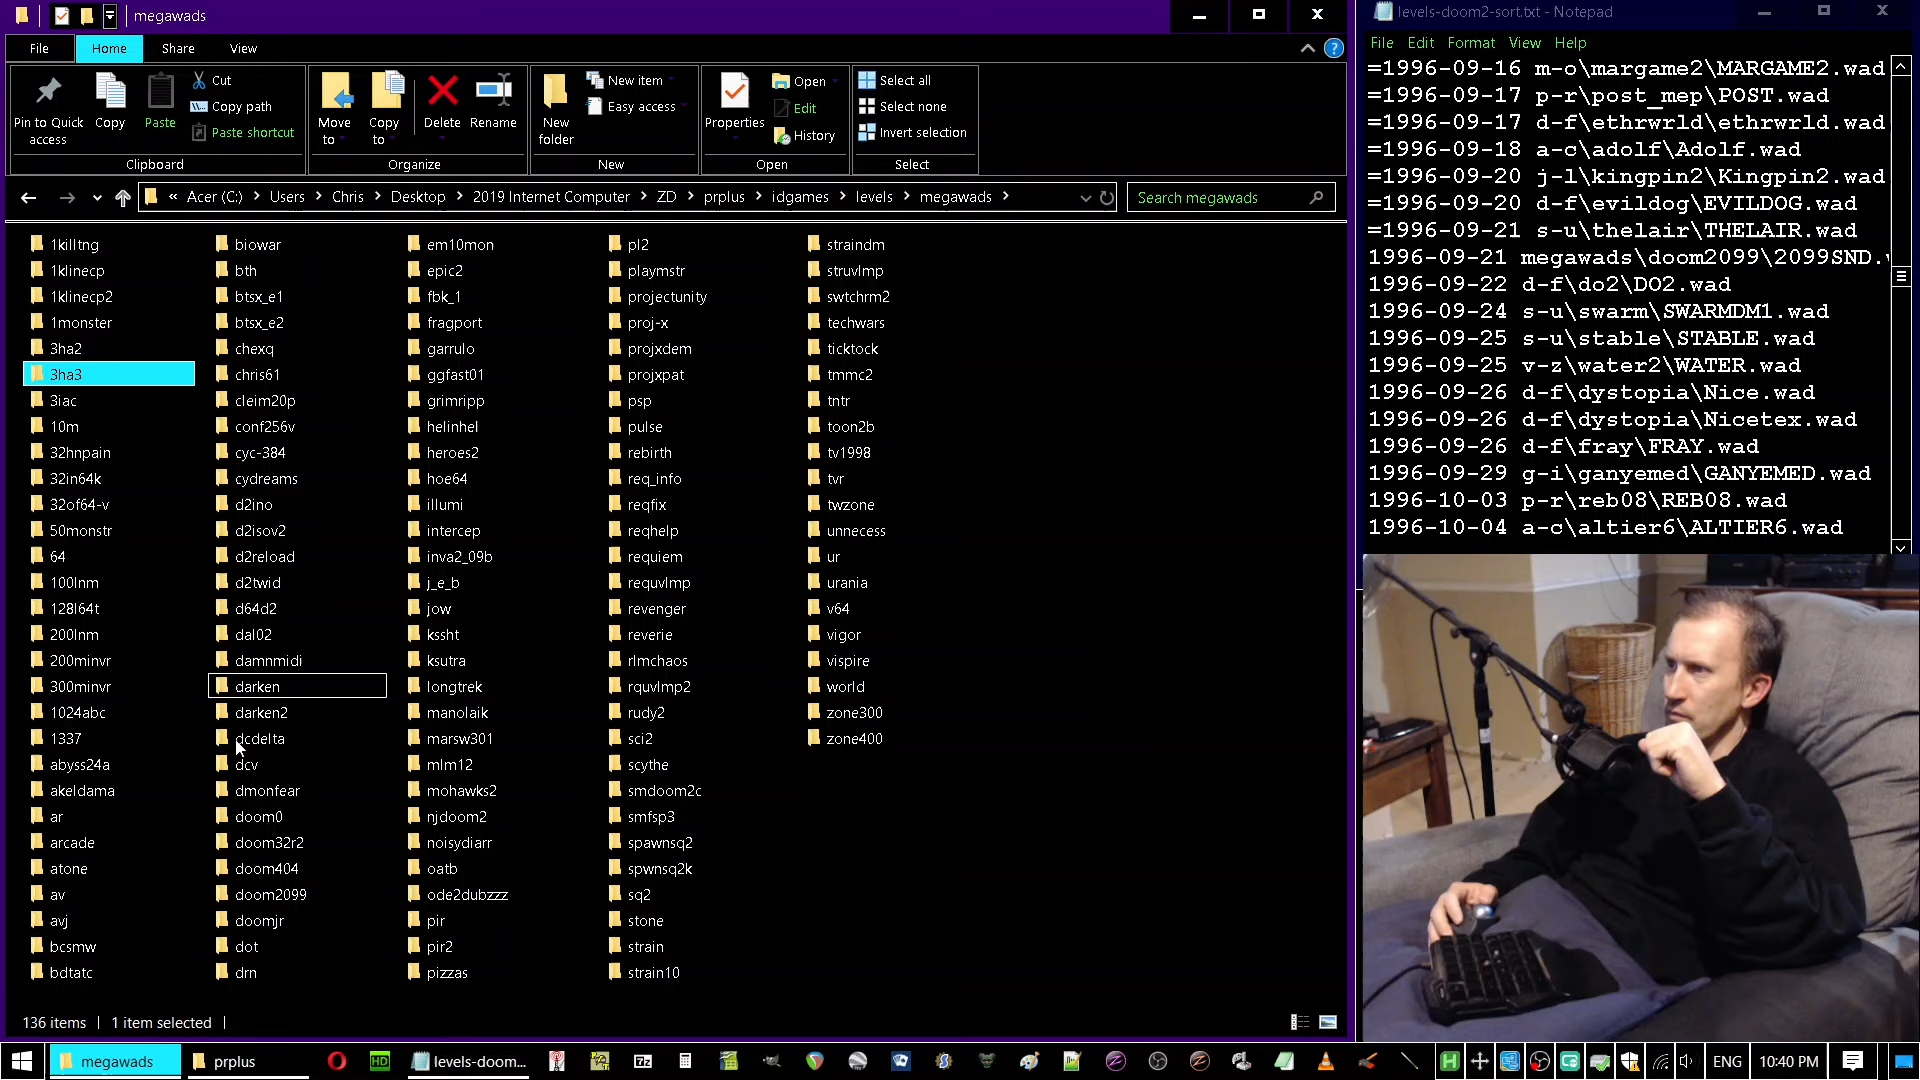 megawads
File Home Share View
Pin to Quick access
Copy
Paste
Cut
Copy path
Paste shortcut
Clipboard
Move to
Copy to
Delete
Rename
Organize
New folder
New item
Easy access
New
Properties
Open
Edit
History
Open
Select all
Select none
Invert selection
Select
« Acer (C:) > Users > Chris > Desktop > 2019 Internet Computer > ZD > prplus > idgames > levels > megawads >
Search megawads
1killtng
1klinecp
1klinecp2
1monster
3ha2
3ha3
3iac
10m
32hnpain
32in64k
32of64-v
50monstr
64
100lnm
128l64t
200lnm
200minvr
300minvr
1024abc
1337
abyss24a
akeldama
ar
arcade
atone
av
avj
bcsmw
bdtatc
biowar
bth
btsx_e1
btsx_e2
chexq
chris61
cleim20p
conf256v
cyc-384
cydreams
d2ino
d2isov2
d2reload
d2twid
d64d2
dal02
damnmidi
darken
darken2
dcdelta
dcv
dmonfear
doom0
doom32r2
doom404
doom2099
doomjr
dot
drn
em10mon
epic2
fbk_1
fragport
garrulo
ggfast01
grimripp
helinhel
heroes2
hoe64
illumi
intercep
inva2_09b
j_e_b
jow
kssht
ksutra
longtrek
manolaik
marsw301
mlm12
mohawks2
njdoom2
noisydiarr
oatb
ode2dubzzz
pir
pir2
pizzas
pl2
playmstr
projectunity
proj-x
projxdem
projxpat
psp
pulse
rebirth
req_info
reqfix
reqhelp
requiem
requvlmp
revenger
reverie
rlmchaos
rquvlmp2
rudy2
sci2
scythe
smdoom2c
smfsp3
spawnsq2
spwnsq2k
sq2
stone
strain
strain10
straindm
struvlmp
swtchrm2
techwars
ticktock
tmmc2
tntr
toon2b
tv1998
tvr
twzone
unnecess
ur
urania
v64
vigor
vispire
world
zone300
zone400
136 items | 1 item selected |
levels-doom2-sort.txt - Notepad
File Edit Format View Help
=1996-09-16 m-o\margame2\MARGAME2.wad
=1996-09-17 p-r\post_mep\POST.wad
=1996-09-17 d-f\ethrwrld\ethrwrld.wad
=1996-09-18 a-c\adolf\Adolf.wad
=1996-09-20 j-l\kingpin2\Kingpin2.wad
=1996-09-20 d-f\evildog\EVILDOG.wad
=1996-09-21 s-u\thelair\THELAIR.wad
1996-09-21 megawads\doom2099\2099SND.
1996-09-22 d-f\do2\DO2.wad
1996-09-24 s-u\swarm\SWARMDM1.wad
1996-09-25 s-u\stable\STABLE.wad
1996-09-25 v-z\water2\WATER.wad
1996-09-26 d-f\dystopia\Nice.wad
1996-09-26 d-f\dystopia\Nicetex.wad
1996-09-26 d-f\fray\FRAY.wad
1996-09-29 g-i\ganyemed\GANYEMED.wad
1996-10-03 p-r\reb08\REB08.wad
1996-10-04 a-c\altier6\ALTIER6.wad
megawads prplus HD levels-doom... 7z ENG 10:40 PM